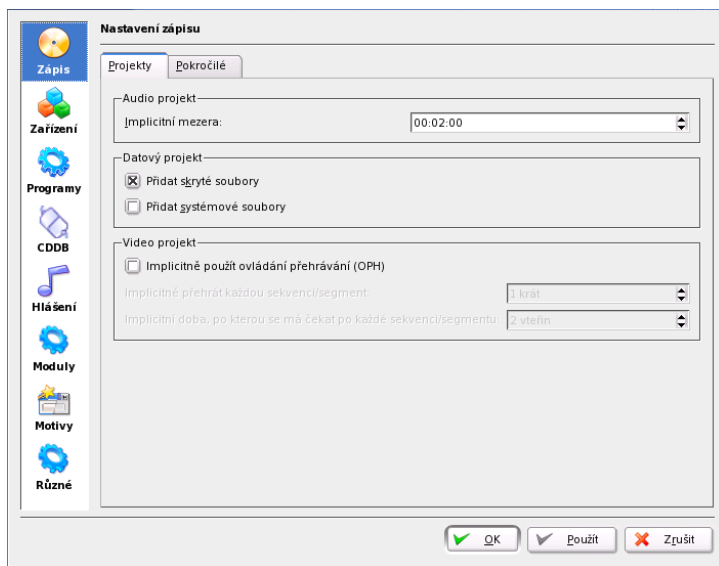 Nastavení zápisu
Zápis
Zařízení
Programy
CDDB
Hlášení
Moduly
Motivy
Různé
Projekty Pokročilé
Audio projekt
Implicitní mezera: 00:02:00
Datový projekt
Přidat skryté soubory
Přidat systémové soubory
Video projekt
Implicitně použít ovládání přehrávání (OPH)
Implicitně přehrát každou sekvenci/segment: 1 krát
Implicitní doba, po kterou se má čekat po každé sekvenci/segmentu: 2 vteřin
OK Použít Zrušit